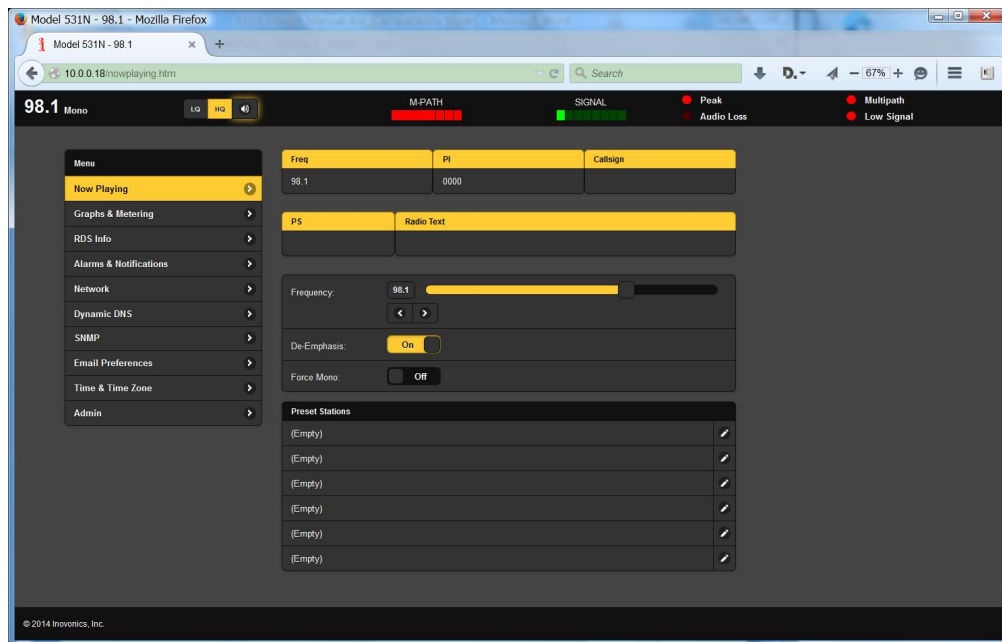 Model 531N - 98.1 - Mozilla Firefox
Model 531N - 98.1
10.0.0.18/nowplaying.htm
Search
D.
67%
98.1 Mono
LQ HQ
M-PATH
SIGNAL
Peak
Audio Loss
Multipath
Low Signal
Menu
Now Playing
Graphs & Metering
RDS Info
Alarms & Notifications
Network
Dynamic DNS
SNMP
Email Preferences
Time & Time Zone
Admin
Freq PI Callsign
98.1 0000
PS Radio Text
Frequency: 98.1
De-Emphasis: On
Force Mono: Off
Preset Stations
(Empty)
(Empty)
(Empty)
(Empty)
(Empty)
(Empty)
© 2014 Inovonics, Inc.